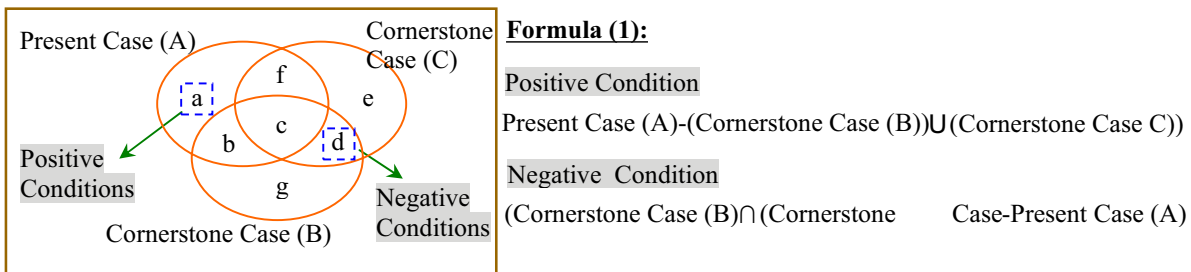 Present Case (A)
Cornerstone
Case (C)
f
a
e
c
b
d
Positive
Conditions
g
Negative
Conditions
Cornerstone Case (B)
Formula (1):
Positive Condition
Present Case (A)-(Cornerstone Case (B))∪(Cornerstone Case C))
Negative Condition
(Cornerstone Case (B)∩(Cornerstone Case-Present Case (A)